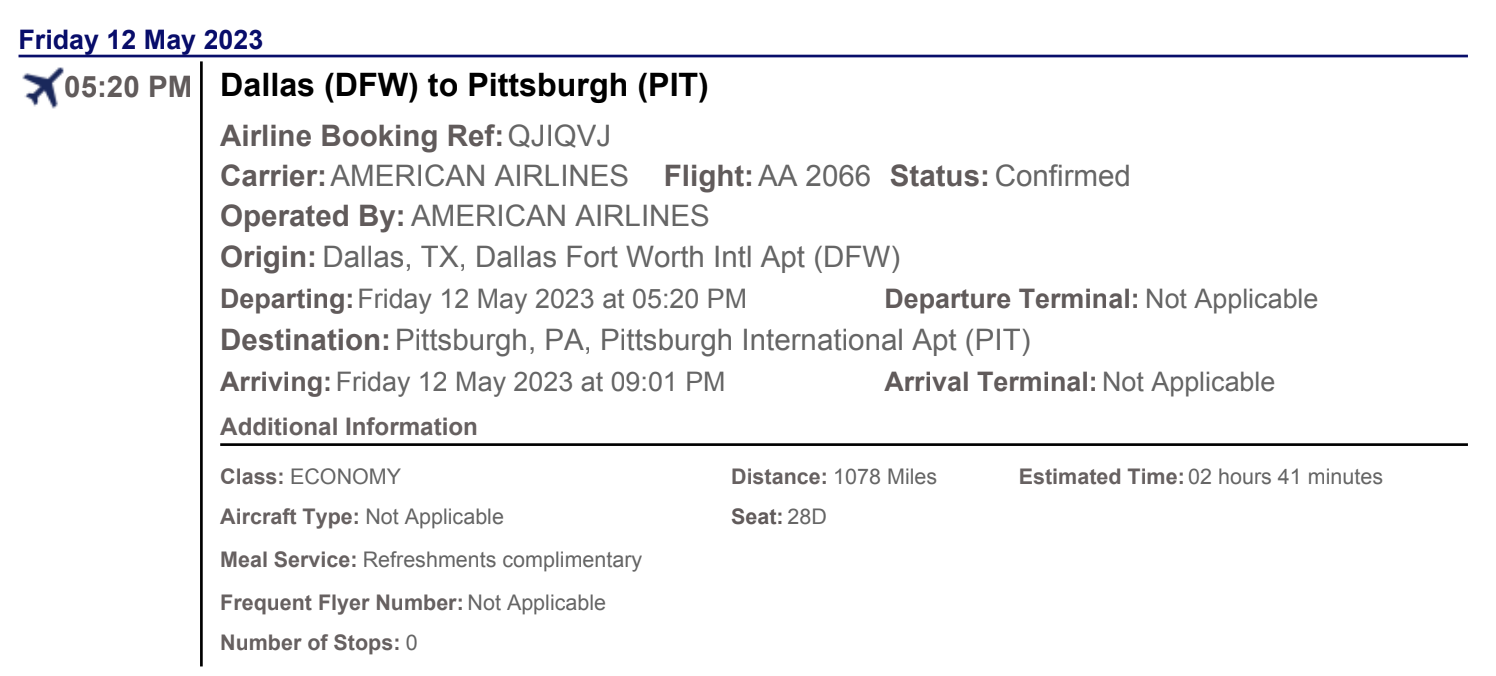 Friday 12 May 2023
05:20 PM Dallas (DFW) to Pittsburgh (PIT)
Airline Booking Ref: QJIQVJ
Carrier: AMERICAN AIRLINES Flight: AA 2066 Status: Confirmed
Operated By: AMERICAN AIRLINES
Origin: Dallas, TX, Dallas Fort Worth Intl Apt (DFW)
Departing: Friday 12 May 2023 at 05:20 PM Departure Terminal: Not Applicable
Destination: Pittsburgh, PA, Pittsburgh International Apt (PIT)
Arriving: Friday 12 May 2023 at 09:01 PM Arrival Terminal: Not Applicable
Additional Information
Class: ECONOMY Distance: 1078 Miles Estimated Time: 02 hours 41 minutes
Aircraft Type: Not Applicable Seat: 28D
Meal Service: Refreshments complimentary
Frequent Flyer Number: Not Applicable
Number of Stops: 0